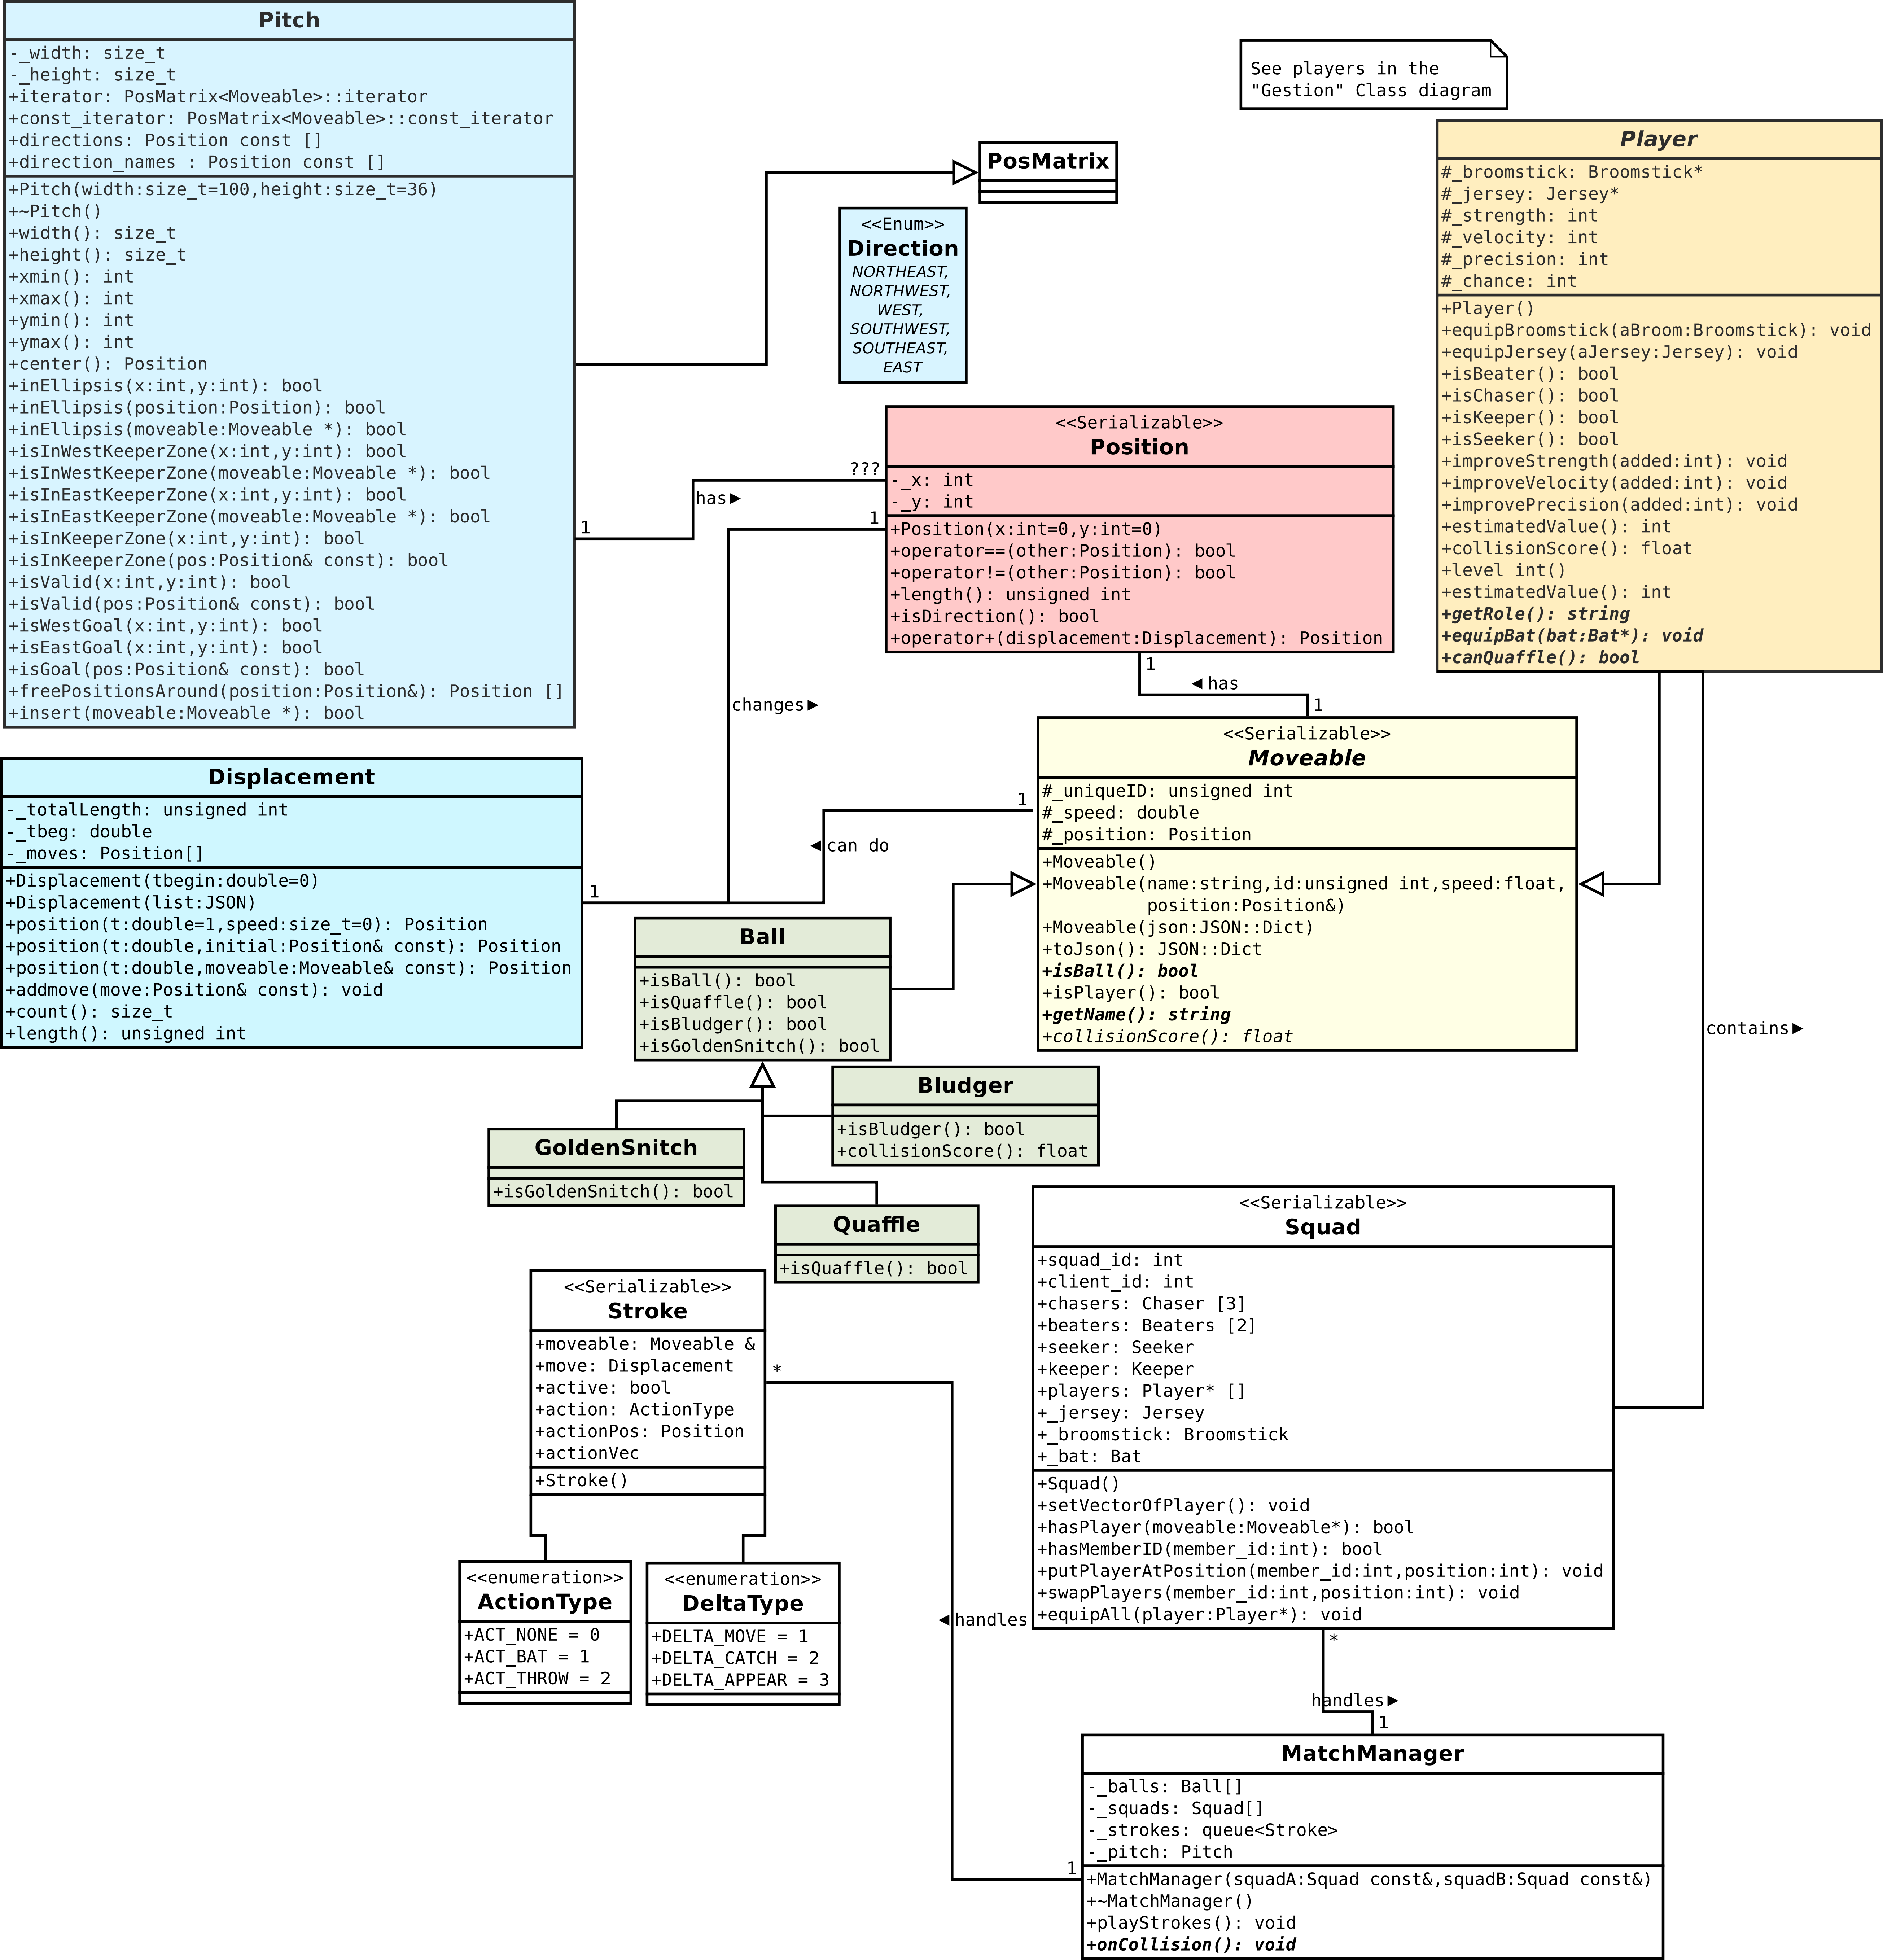 Pitch
-_width: size_t
-_height: size_t
+iterator: PosMatrix<Moveable>::iterator
+const_iterator: PosMatrix<Moveable>::const_iterator
+directions: Position const []
+direction_names : Position const []
+Pitch(width:size_t=100,height:size_t=36)
+~Pitch()
+width(): size_t
+height(): size_t
+xmin(): int
+xmax(): int
+ymin(): int
+ymax(): int
+center(): Position
+inEllipsis(x:int,y:int): bool
+inEllipsis(position:Position): bool
+inEllipsis(moveable:Moveable *): bool
+isInWestKeeperZone(x:int,y:int): bool
+isInWestKeeperZone(moveable:Moveable *): bool
+isInEastKeeperZone(x:int,y:int): bool
+isInEastKeeperZone(moveable:Moveable *): bool
+isInKeeperZone(x:int,y:int): bool
+isInKeeperZone(pos:Position& const): bool
+isValid(x:int,y:int): bool
+isValid(pos:Position& const): bool
+isWestGoal(x:int,y:int): bool
+isEastGoal(x:int,y:int): bool
+isGoal(pos:Position& const): bool
+freePositionsAround(position:Position&): Position []
+insert(moveable:Moveable *): bool
See players in the
"Gestion" Class diagram
PosMatrix
<<Enum>>
Direction
NORTHEAST,
NORTHWEST,
WEST,
SOUTHWEST,
SOUTHEAST,
EAST
Player
#_broomstick: Broomstick*
#_jersey: Jersey*
#_strength: int
#_velocity: int
#_precision: int
#_chance: int
+Player()
+equipBroomstick(aBroom:Broomstick): void
+equipJersey(aJersey:Jersey): void
+isBeater(): bool
+isChaser(): bool
+isKeeper(): bool
+isSeeker(): bool
+improveStrength(added:int): void
+improveVelocity(added:int): void
+improvePrecision(added:int): void
+estimatedValue(): int
+collisionScore(): float
+level int()
+estimatedValue(): int
+getRole(): string
+equipBat(bat:Bat*): void
+canQuaffle(): bool
<<Serializable>>
Position
-_x: int
-_y: int
+Position(x:int=0,y:int=0)
+operator==(other:Position): bool
+operator!=(other:Position): bool
+length(): unsigned int
+isDirection(): bool
+operator+(displacement:Displacement): Position
???
has►
1
1
changes►
1
◄has
1
<<Serializable>>
Moveable
#_uniqueID: unsigned int
#_speed: double
#_position: Position
+Moveable()
+Moveable(name:string,id:unsigned int,speed:float,
position:Position&)
+Moveable(json:JSON::Dict)
+toJson(): JSON::Dict
+isBall(): bool
+isPlayer(): bool
+getName(): string
+collisionScore(): float
Displacement
-_totalLength: unsigned int
-_tbeg: double
-_moves: Position[]
+Displacement(tbegin:double=0)
+Displacement(list:JSON)
+position(t:double=1,speed:size_t=0): Position
+position(t:double,initial:Position& const): Position
+position(t:double,moveable:Moveable& const): Position
+addmove(move:Position& const): void
+count(): size_t
+length(): unsigned int
1
◄can do
1
contains►
Ball
+isBall(): bool
+isQuaffle(): bool
+isBludger(): bool
+isGoldenSnitch(): bool
Bludger
+isBludger(): bool
+collisionScore(): float
GoldenSnitch
+isGoldenSnitch(): bool
Quaffle
+isQuaffle(): bool
<<Serializable>>
Squad
+squad_id: int
+client_id: int
+chasers: Chaser [3]
+beaters: Beaters [2]
+seeker: Seeker
+keeper: Keeper
+players: Player* []
+_jersey: Jersey
+_broomstick: Broomstick
+_bat: Bat
+Squad()
+setVectorOfPlayer(): void
+hasPlayer(moveable:Moveable*): bool
+hasMemberID(member_id:int): bool
+putPlayerAtPosition(member_id:int,position:int): void
+swapPlayers(member_id:int,position:int): void
+equipAll(player:Player*): void
<<Serializable>>
Stroke
+moveable: Moveable &
+move: Displacement
+active: bool
+action: ActionType
+actionPos: Position
+actionVec
+Stroke()
*
<<enumeration>>
ActionType
+ACT_NONE = 0
+ACT_BAT = 1
+ACT_THROW = 2
<<enumeration>>
DeltaType
+DELTA_MOVE = 1
+DELTA_CATCH = 2
+DELTA_APPEAR = 3
◄handles
*
handles►
1
1
MatchManager
-_balls: Ball[]
-_squads: Squad[]
-_strokes: queue<Stroke>
-_pitch: Pitch
+MatchManager(squadA:Squad const&,squadB:Squad const&)
+~MatchManager()
+playStrokes(): void
+onCollision(): void